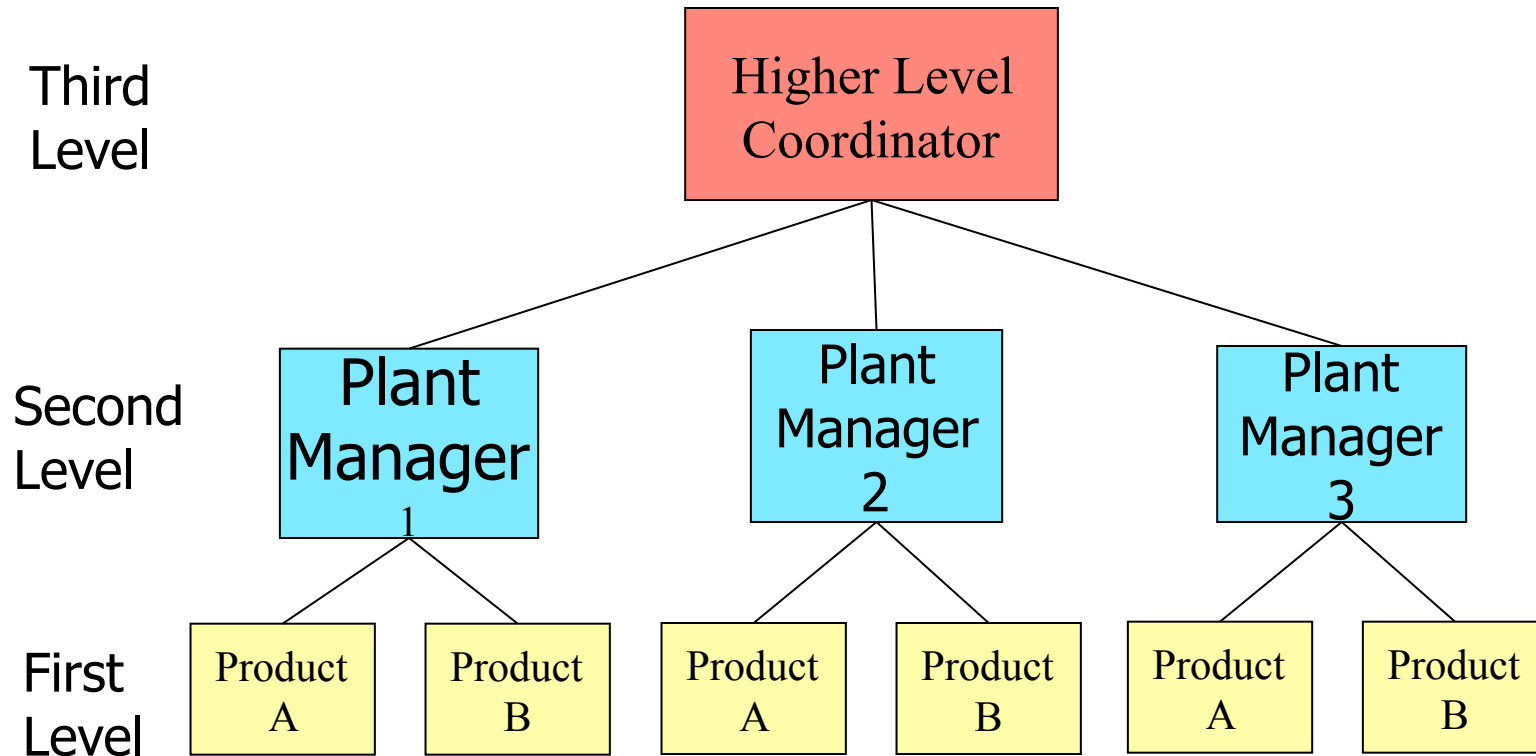 Third
Level
Higher Level
Coordinator
Second
Level
Plant
Manager
1
Plant
Manager
2
Plant
Manager
3
First
Level
Product
A
Product
B
Product
A
Product
B
Product
A
Product
B